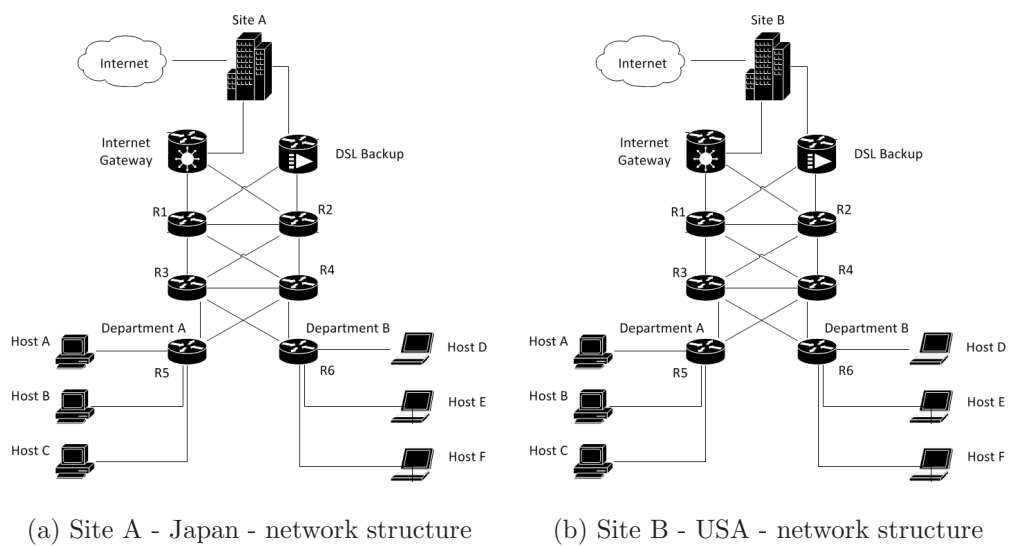 Site A
Internet
Internet
Gateway
DSL Backup
R1
R2
R3
R4
Department A
Department B
Host A
Host D
R5
R6
Host B
Host E
Host C
Host F
(a) Site A - Japan - network structure
Site B
Internet
Internet
Gateway
DSL Backup
R1
R2
R3
R4
Department A
Department B
Host A
Host D
R5
R6
Host B
Host E
Host C
Host F
(b) Site B - USA - network structure